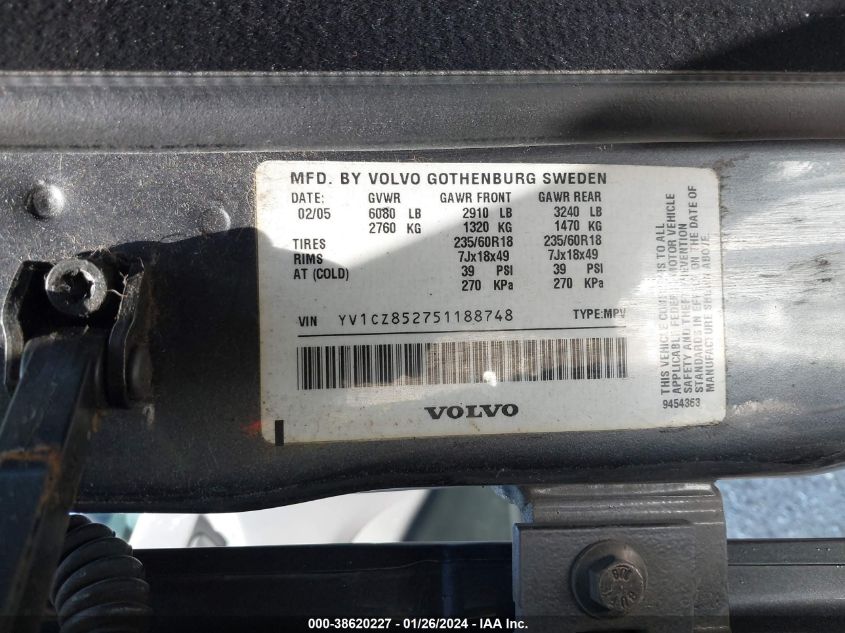 MFD. BY VOLVO GOTHENBURG SWEDEN
DATE: GVWR GAWR FRONT GAWR REAR
02/05 6080 LB 2910 LB 3240 LB
2760 KG 1320 KG 1470 KG
TIRES 235/60R18 235/60R18
RIMS 7Jx18x49 7Jx18x49
AT (COLD) 39 PSI 39 PSI
270 KPa 270 KPa
VIN YV1CZ852751188748 TYPE:MPV
VOLVO
THIS VEHICLE CONFORMS TO ALL
APPLICABLE FEDERAL MOTOR VEHICLE
SAFETY AND THEFT PREVENTION
STANDARDS IN EFFECT ON THE DATE OF
MANUFACTURE SHOWN ABOVE.
9454363
000-38620227 - 01/26/2024 - IAA Inc.